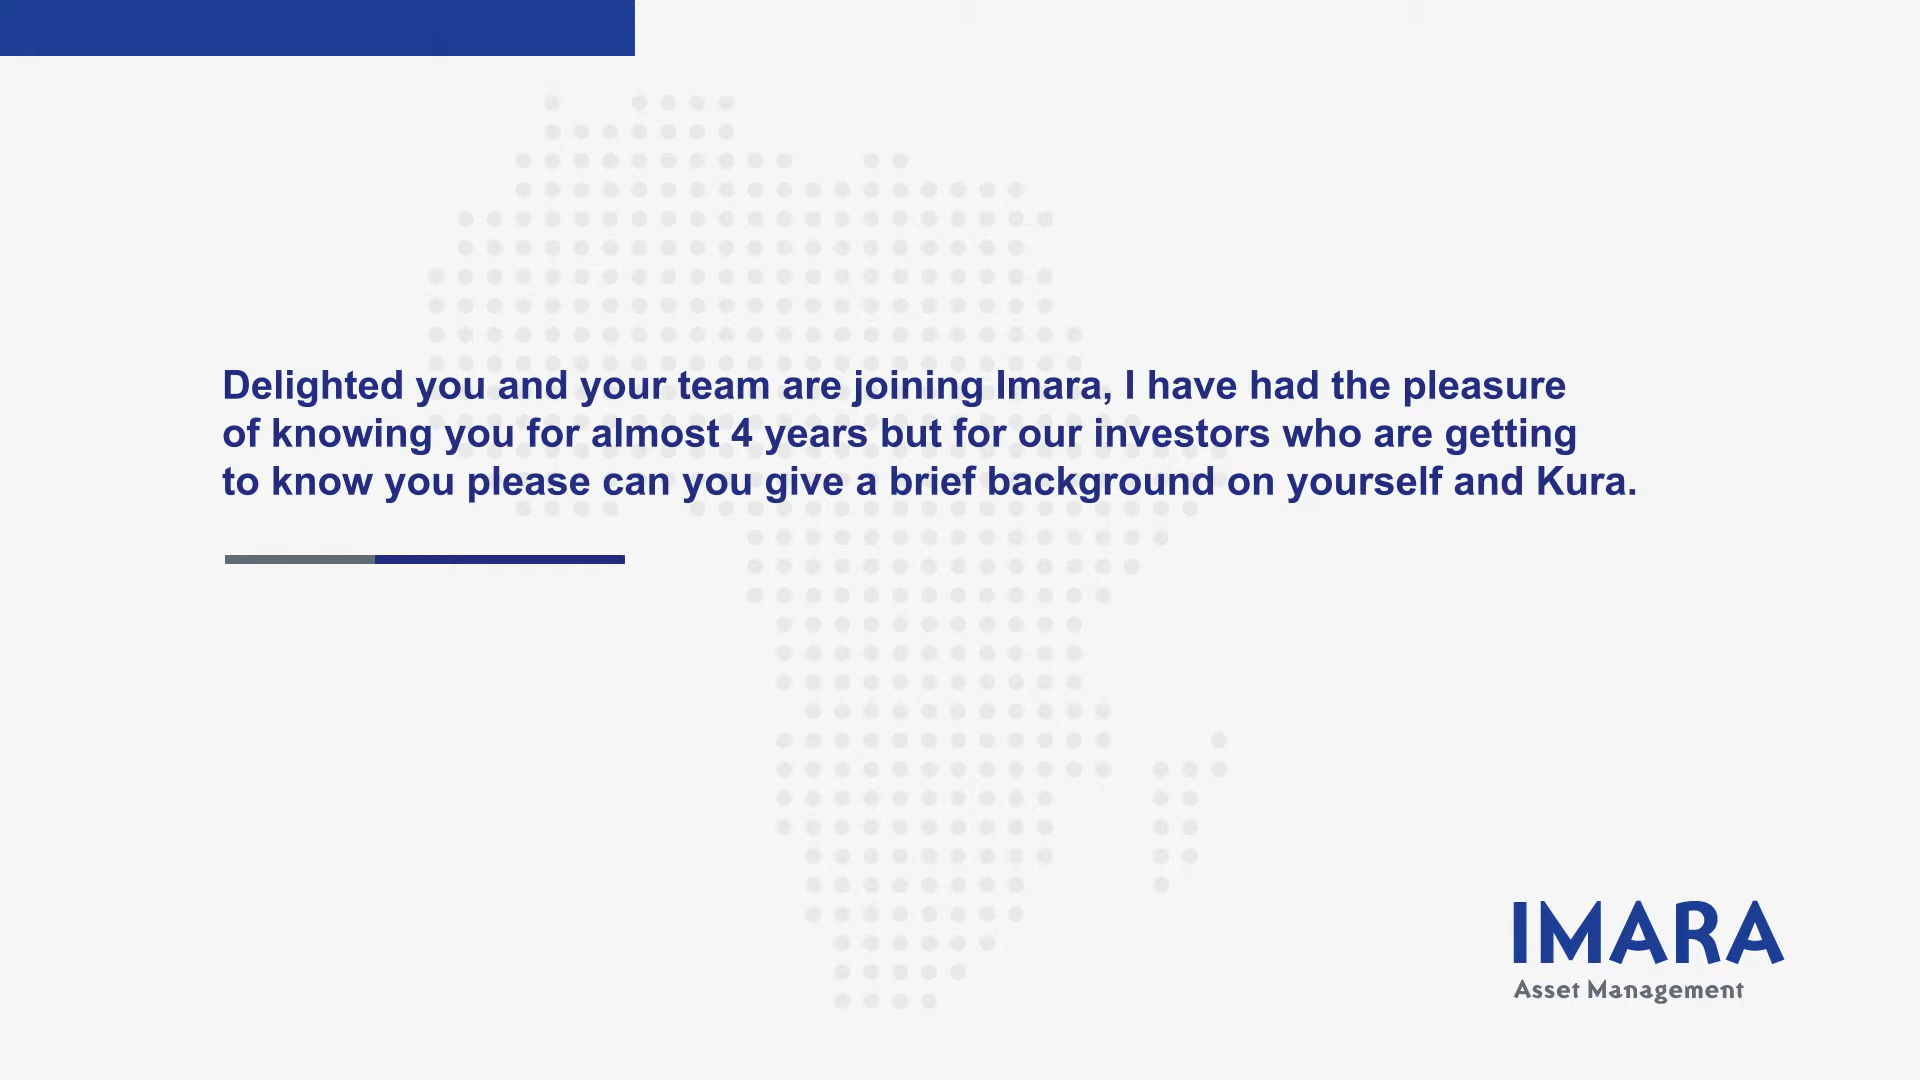 Delighted you and your team are joining Imara, I have had the pleasure
of knowing you for almost 4 years but for our investors who are getting
to know you please can you give a brief background on yourself and Kura.
IMARA
Asset Management